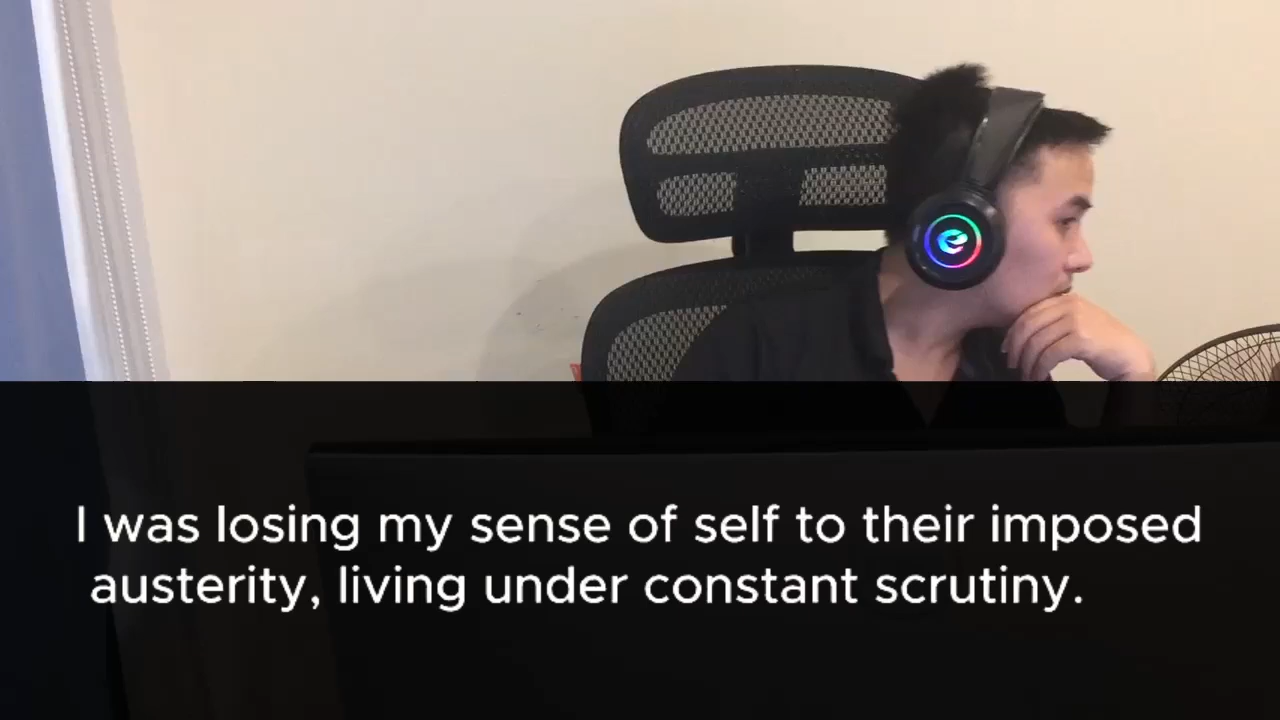 I was losing my sense of self to their imposed
austerity, living under constant scrutiny.